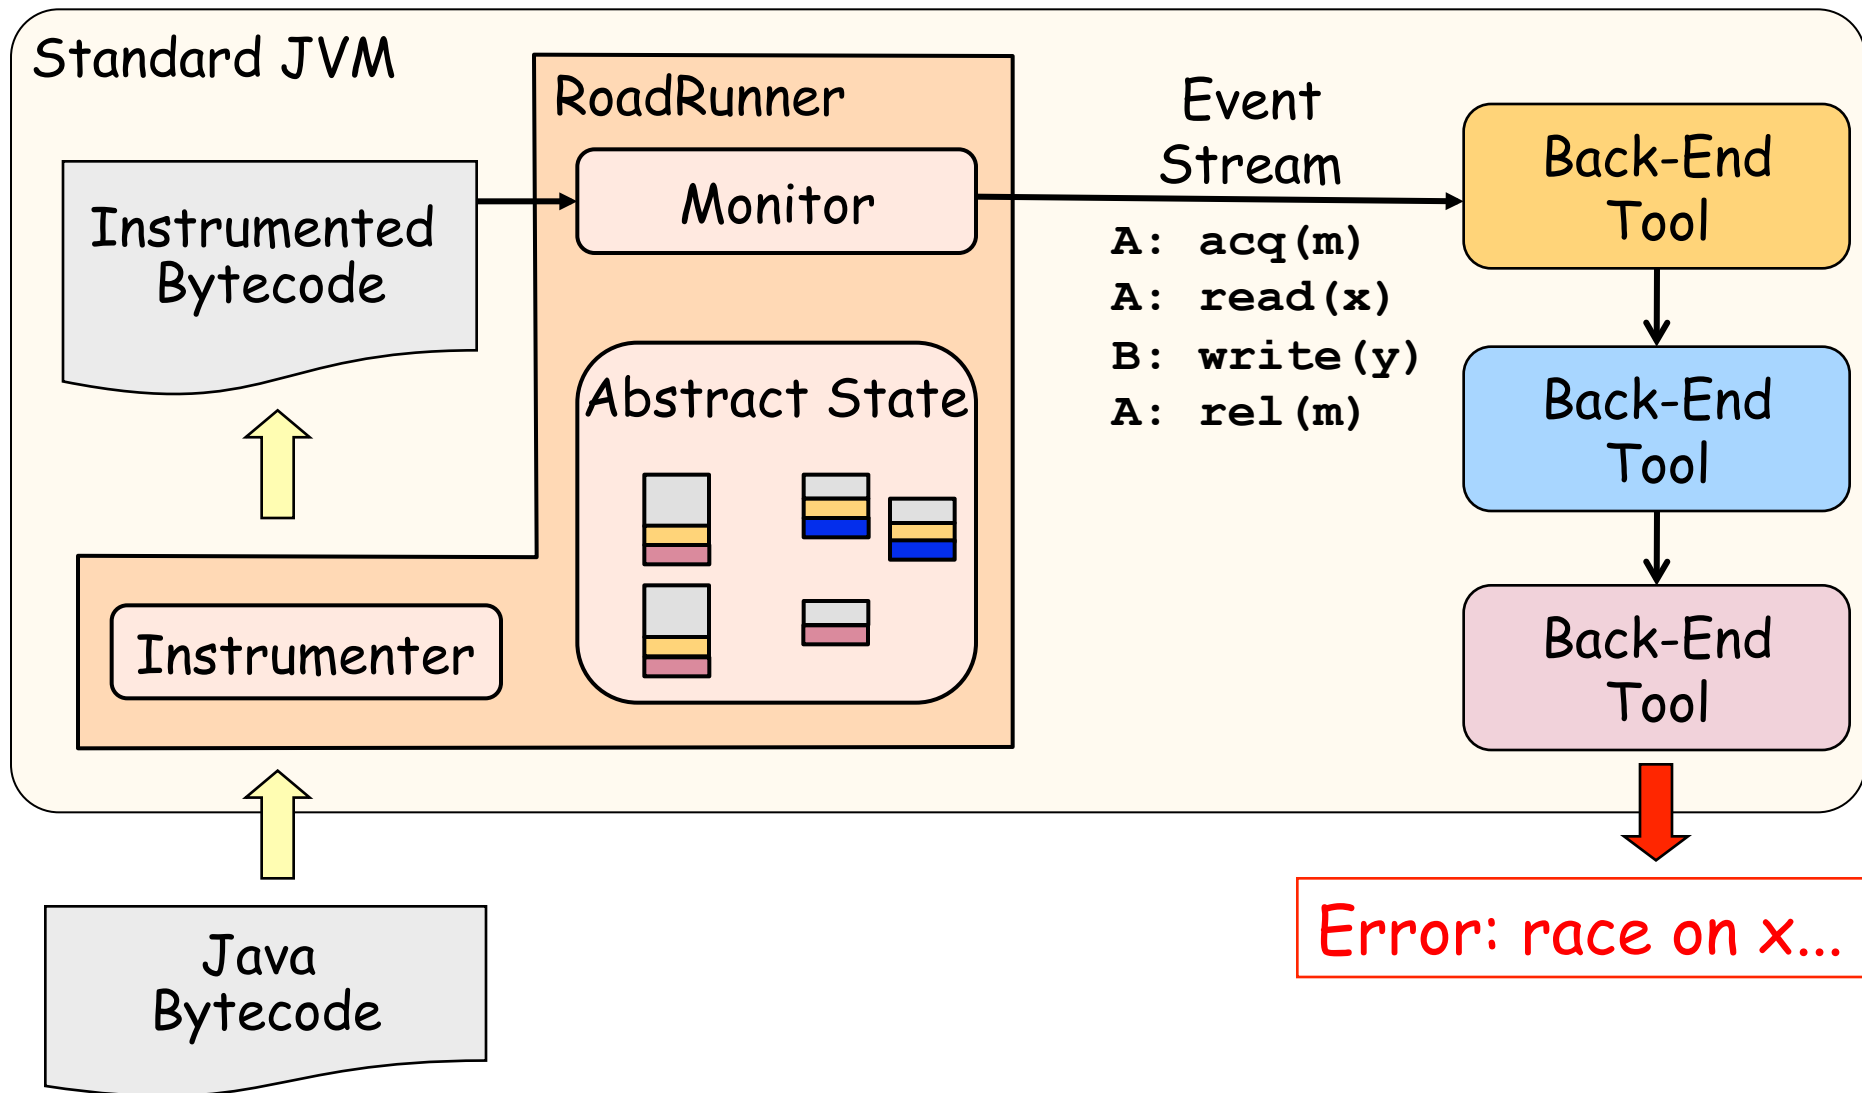 Standard JVM
RoadRunner
Instrumented
Bytecode
Monitor
Abstract State
Instrumenter
Event
Stream
A: acq(m)
A: read(x)
B: write(y)
A: rel(m)
Back-End
Tool
Back-End
Tool
Back-End
Tool
Java
Bytecode
Error: race on x...